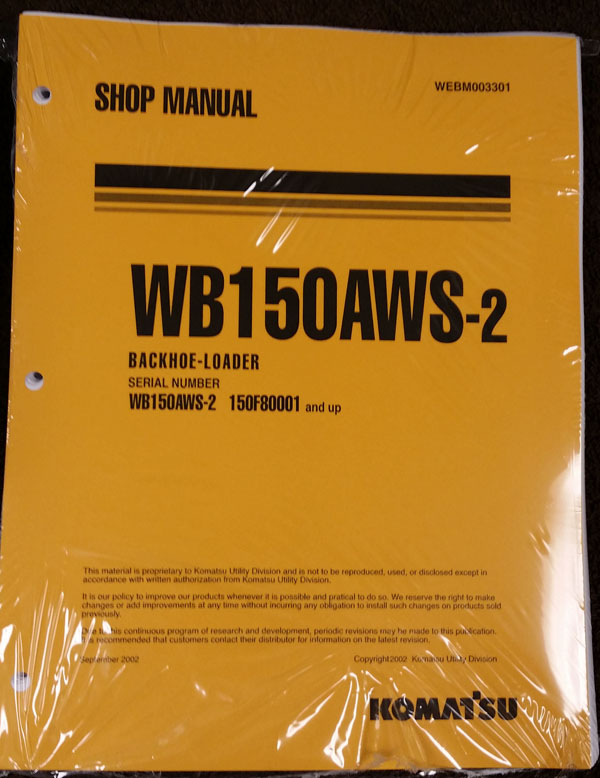 SHOP MANUAL
WEBM003301
WB150AWS-2
BACKHOE-LOADER
SERIAL NUMBER
WB150AWS-2 150F80001 and up
This material is proprietary to Komatsu Utility Division and is not to be reproduced, used, or disclosed except in
accordance with written authorization from Komatsu Utility Division.
It is our policy to improve our products whenever it is possible and pratical to do so. We reserve the right to make
changes or add improvements at any time without incurring any obligation to install such changes on products sold
previously.
Due to this continuous program of research and development, periodic revisions may be made to this publication.
It is recommended that customers contact their distributor for information on the latest revision.
September 2002
Copyright2002 Komatsu Utility Division
KOMATSU